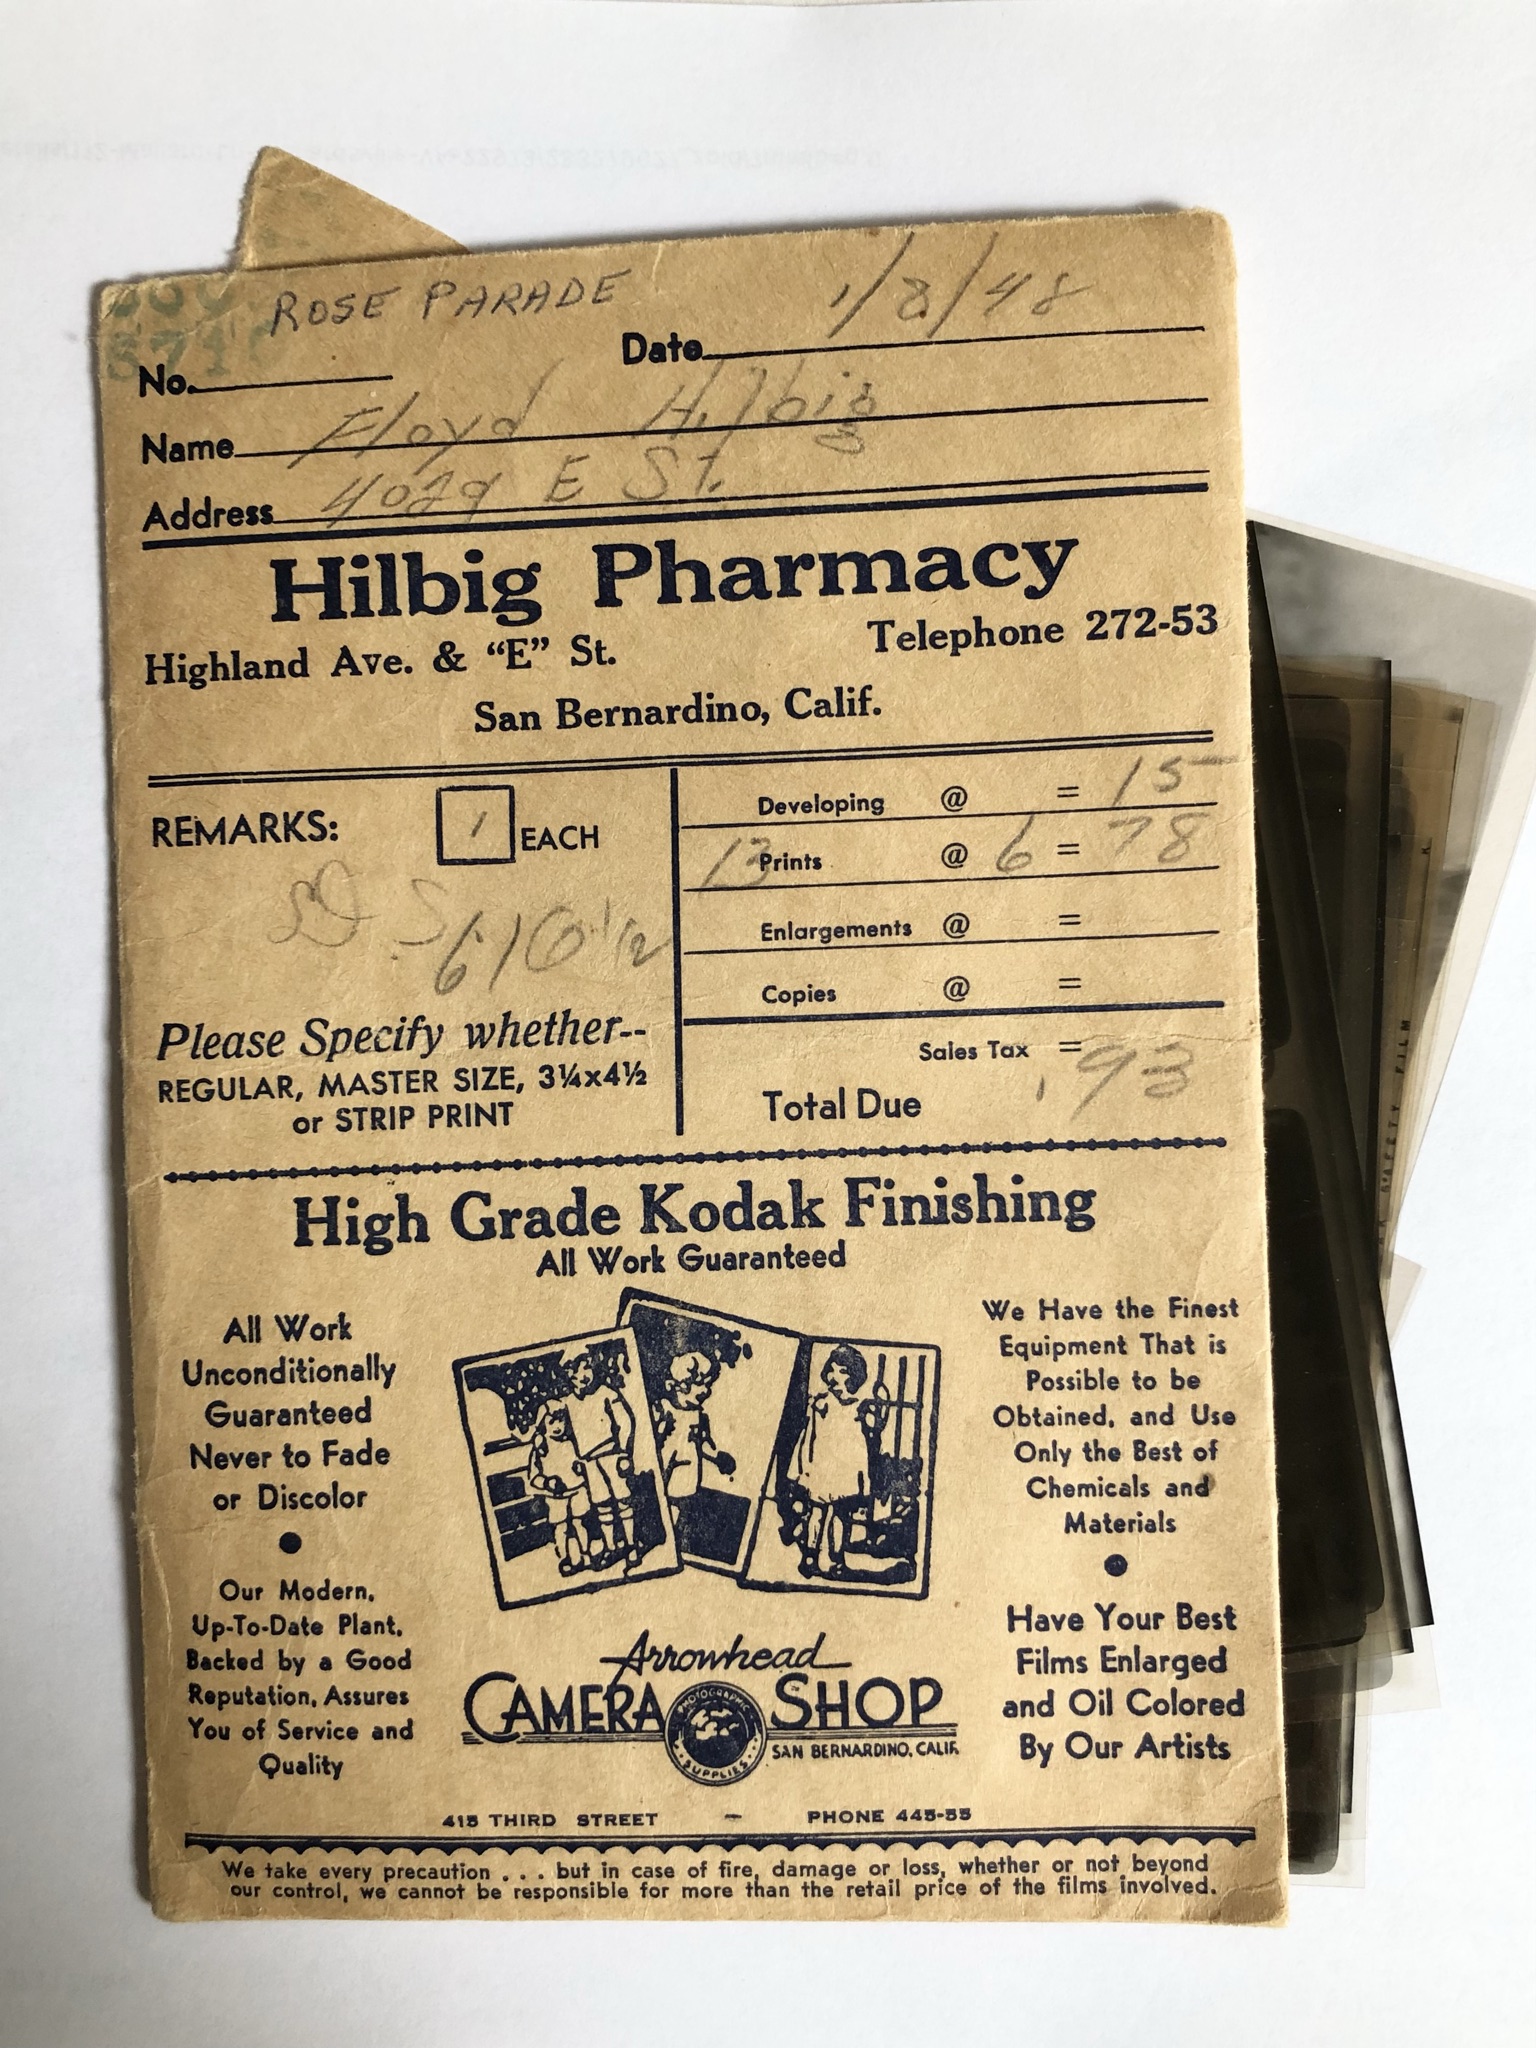 ROSE PARADE
1/8/48
Date
No.
Name Floyd Hilbig
Address 4029 E St.
Hilbig Pharmacy
Highland Ave. & “E” St. Telephone 272-53
San Bernardino, Calif.
REMARKS: 1 EACH
616 1/2
Please Specify whether--
REGULAR, MASTER SIZE, 3¼x4½
or STRIP PRINT
Developing @ = 15
13 Prints @ 6 = 78
Enlargements @ =
Copies @ =
Sales Tax =
Total Due .93
High Grade Kodak Finishing
All Work Guaranteed
All Work
Unconditionally
Guaranteed
Never to Fade
or Discolor
Our Modern,
Up-To-Date Plant,
Backed by a Good
Reputation, Assures
You of Service and
Quality
We Have the Finest
Equipment That is
Possible to be
Obtained, and Use
Only the Best of
Chemicals and
Materials
Have Your Best
Films Enlarged
and Oil Colored
By Our Artists
Arrowhead
CAMERA SHOP
PHOTOGRAPHIC
SUPPLIES
SAN BERNARDINO, CALIF.
415 THIRD STREET – PHONE 445-55
We take every precaution . . . but in case of fire, damage or loss, whether or not beyond
our control, we cannot be responsible for more than the retail price of the films involved.
SAFETY FILM